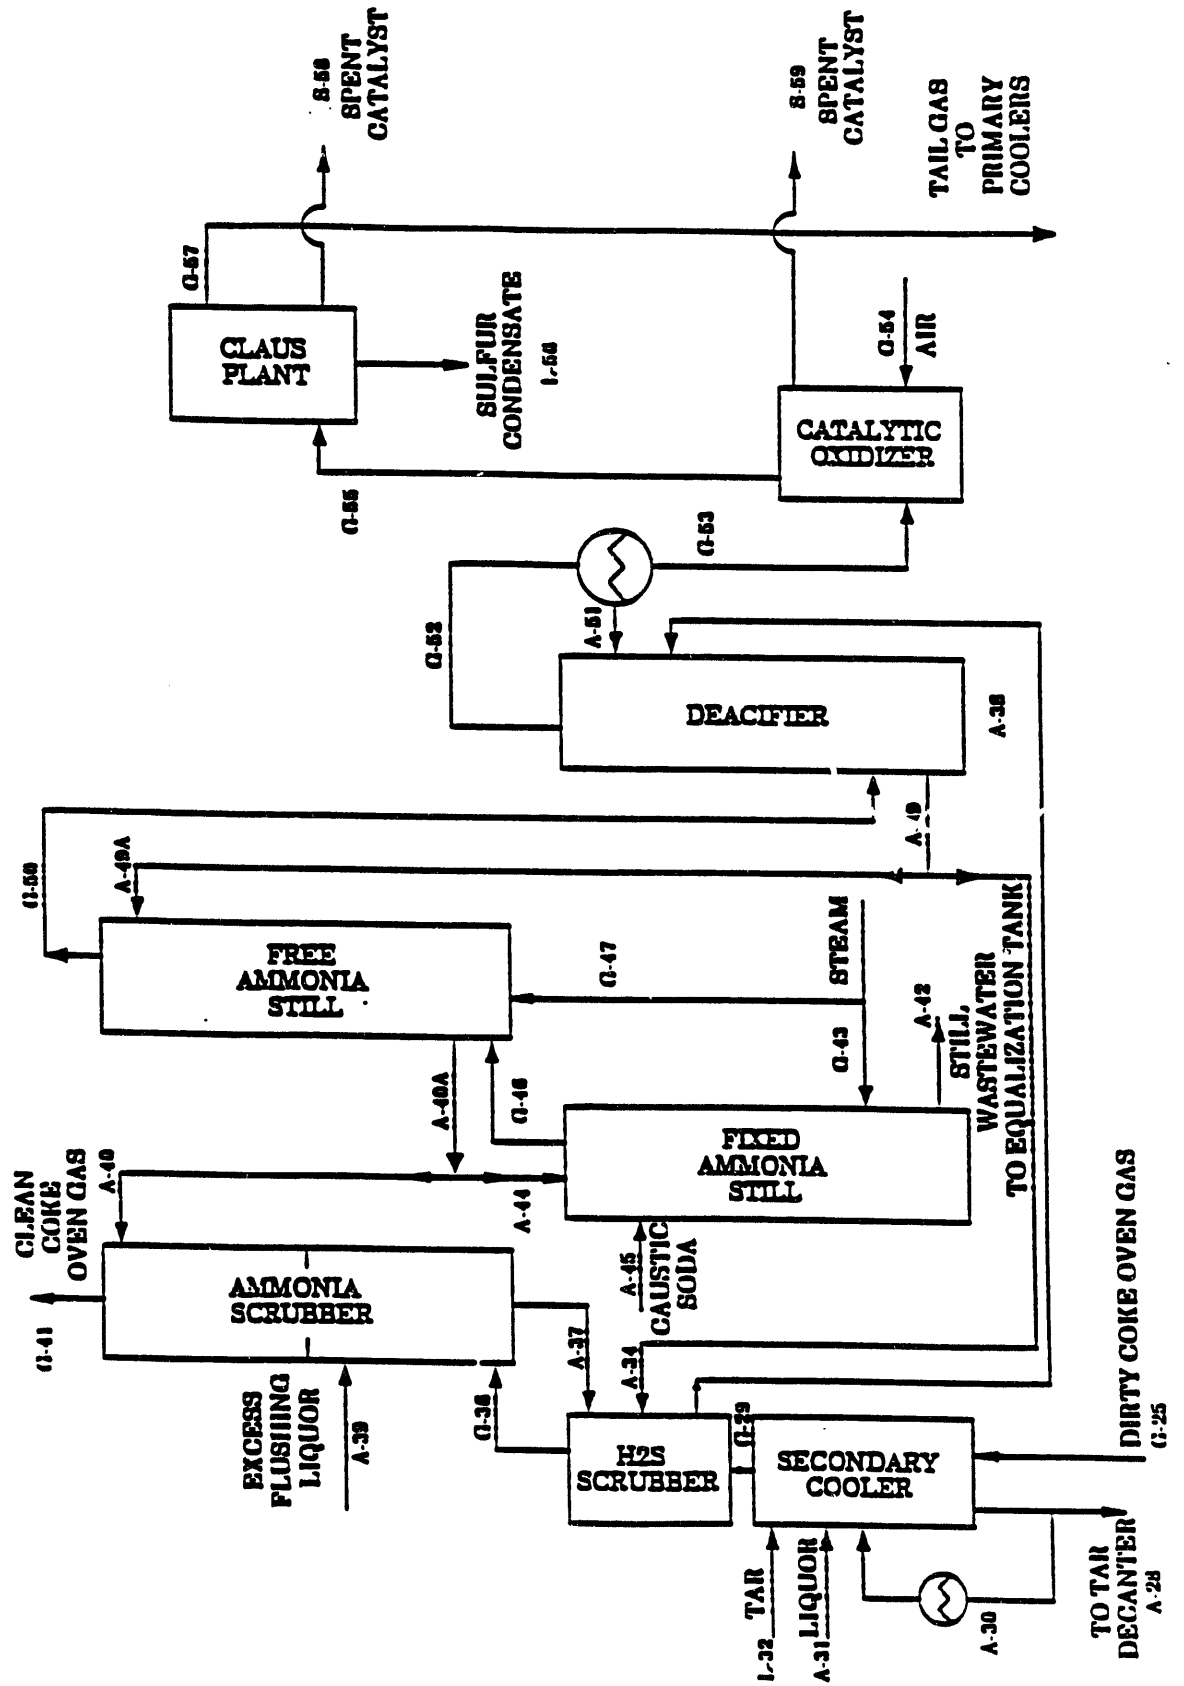 S-58
SPENT
CATALYST
S-59
SPENT
CATALYST
TAIL GAS
TO
PRIMARY
COOLERS
G-57
CLAUS
PLANT
SULFUR
CONDENSATE
L-56
G-54
AIR
CATALYTIC
OXIDIZER
G-55
G-53
G-52
A-51
DEACIFIER
A-49
G-50
A-49A
FREE
AMMONIA
STILL
G-47
STEAM
G-43
A-42
STILL
WASTEWATER
TO EQUALIZATION TANK
A-40A
G-46
FIXED
AMMONIA
STILL
CLEAN
COKE
OVEN GAS
A-40
A-44
A-45
CAUSTIC
SODA
G-41
AMMONIA
SCRUBBER
A-37
A-34
EXCESS
FLUSHING
LIQUOR
A-39
H2S
SCRUBBER
G-29
SECONDARY
COOLER
DIRTY COKE OVEN GAS
G-25
TAR
L-32
LIQUOR
A-31
A-30
TO TAR
DECANTER
A-28